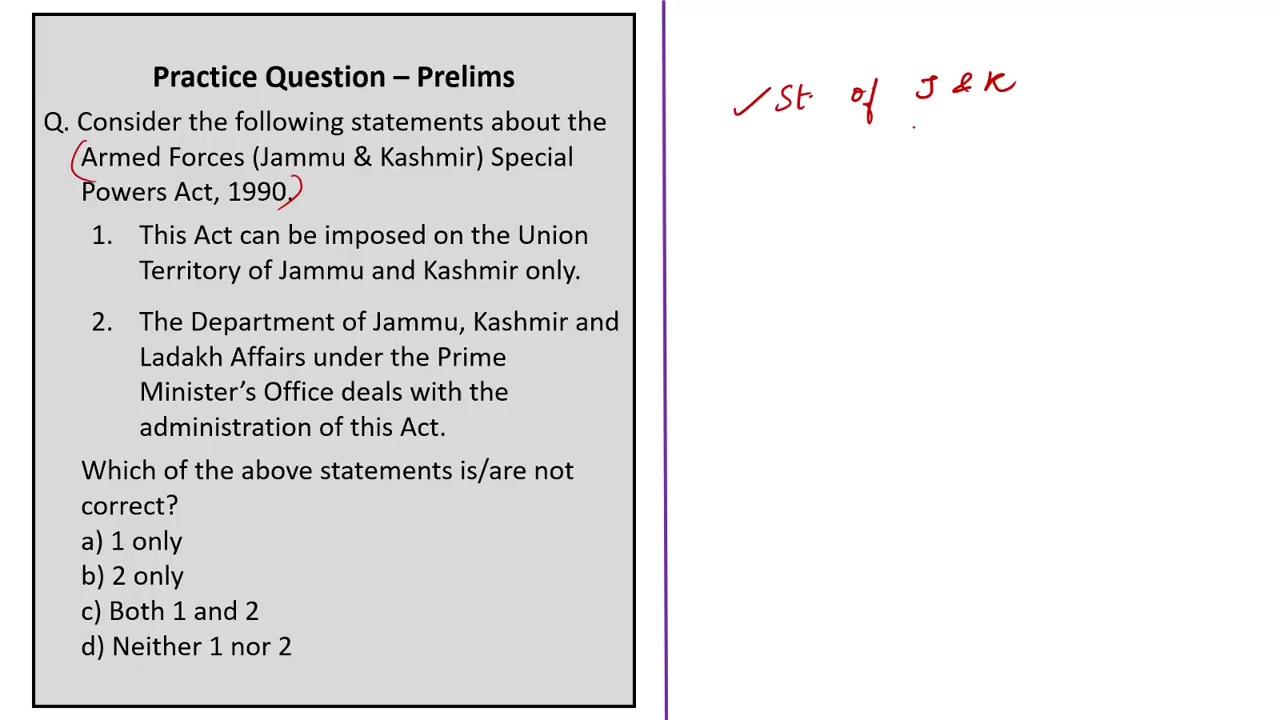 Practice Question – Prelims
Q. Consider the following statements about the
Armed Forces (Jammu & Kashmir) Special
Powers Act, 1990.
1. This Act can be imposed on the Union
Territory of Jammu and Kashmir only.
2. The Department of Jammu, Kashmir and
Ladakh Affairs under the Prime
Minister’s Office deals with the
administration of this Act.
Which of the above statements is/are not
correct?
a) 1 only
b) 2 only
c) Both 1 and 2
d) Neither 1 nor 2
✓ St. of J & K